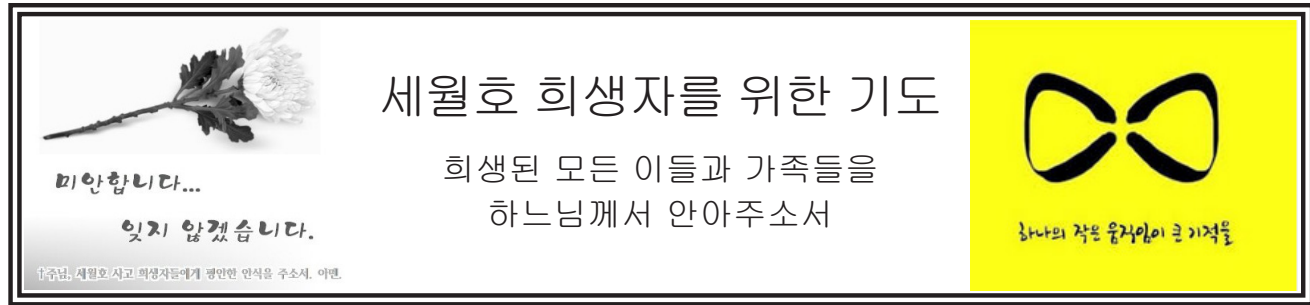 미안합니다...
잊지 않겠습니다.
†주님, 세월호 사고 희생자들에게 평안한 안식을 주소서. 아멘.
세월호 희생자를 위한 기도
희생된 모든 이들과 가족들을
하느님께서 안아주소서
하나의 작은 움직임이 큰 기적을